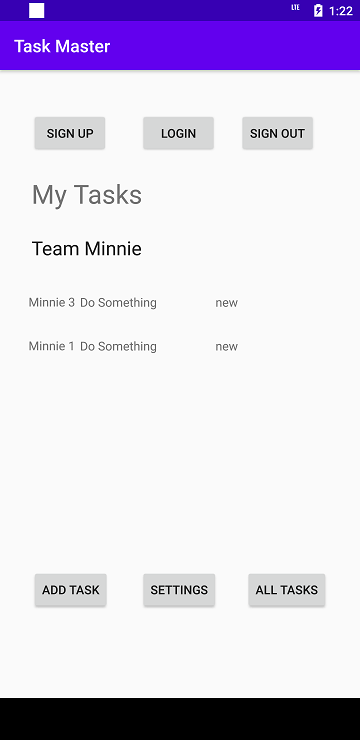 LTE 1:22
Task Master
SIGN UP LOGIN SIGN OUT
My Tasks
Team Minnie
Minnie 3 Do Something new
Minnie 1 Do Something new
ADD TASK SETTINGS ALL TASKS